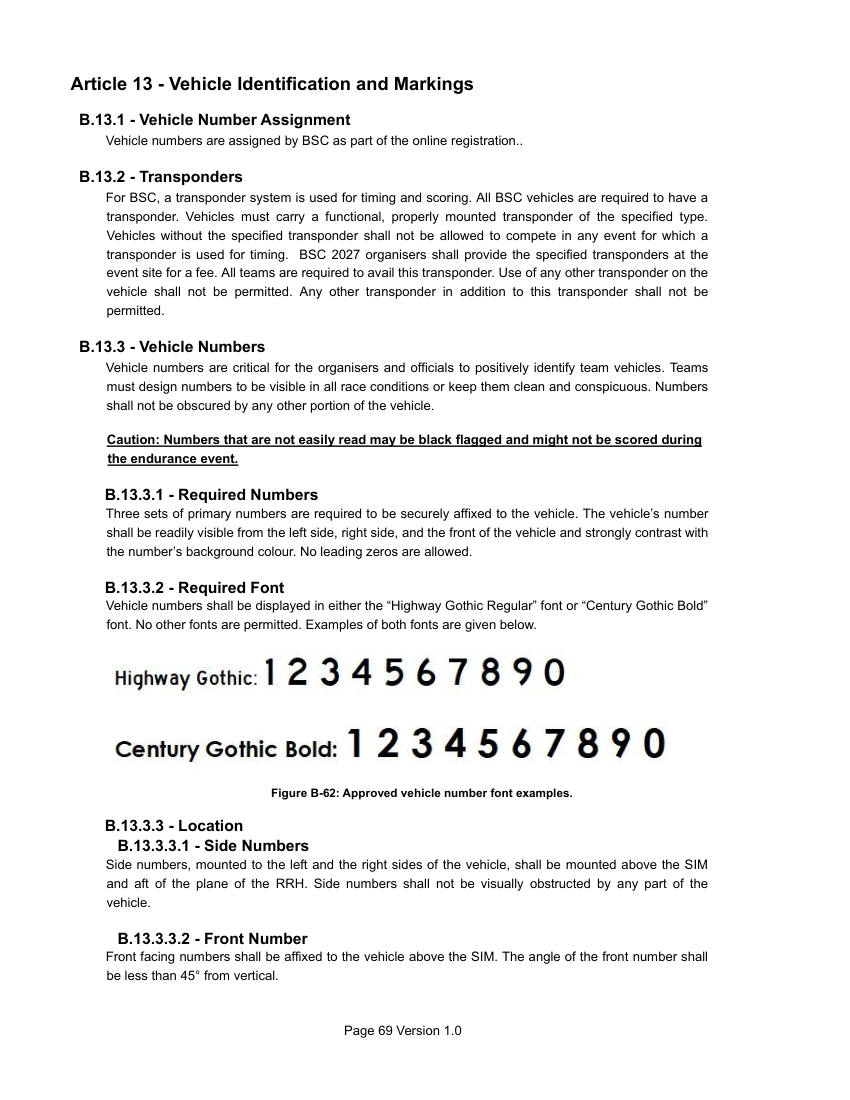 Article 13 - Vehicle Identification and Markings
B.13.1 - Vehicle Number Assignment
Vehicle numbers are assigned by BSC as part of the online registration..
B.13.2 - Transponders
For BSC, a transponder system is used for timing and scoring. All BSC vehicles are required to have a
transponder. Vehicles must carry a functional, properly mounted transponder of the specified type.
Vehicles without the specified transponder shall not be allowed to compete in any event for which a
transponder is used for timing.  BSC 2027 organisers shall provide the specified transponders at the
event site for a fee. All teams are required to avail this transponder. Use of any other transponder on the
vehicle shall not be permitted. Any other transponder in addition to this transponder shall not be
permitted.
B.13.3 - Vehicle Numbers
Vehicle numbers are critical for the organisers and officials to positively identify team vehicles. Teams
must design numbers to be visible in all race conditions or keep them clean and conspicuous. Numbers
shall not be obscured by any other portion of the vehicle.
Caution: Numbers that are not easily read may be black flagged and might not be scored during
the endurance event.
B.13.3.1 - Required Numbers
Three sets of primary numbers are required to be securely affixed to the vehicle. The vehicle’s number
shall be readily visible from the left side, right side, and the front of the vehicle and strongly contrast with
the number’s background colour. No leading zeros are allowed.
B.13.3.2 - Required Font
Vehicle numbers shall be displayed in either the “Highway Gothic Regular” font or “Century Gothic Bold”
font. No other fonts are permitted. Examples of both fonts are given below.
Highway Gothic: 1 2 3 4 5 6 7 8 9 0
Century Gothic Bold: 1 2 3 4 5 6 7 8 9 0
Figure B-62: Approved vehicle number font examples.
B.13.3.3 - Location
B.13.3.3.1 - Side Numbers
Side numbers, mounted to the left and the right sides of the vehicle, shall be mounted above the SIM
and aft of the plane of the RRH. Side numbers shall not be visually obstructed by any part of the
vehicle.
B.13.3.3.2 - Front Number
Front facing numbers shall be affixed to the vehicle above the SIM. The angle of the front number shall
be less than 45° from vertical.
Page 69 Version 1.0